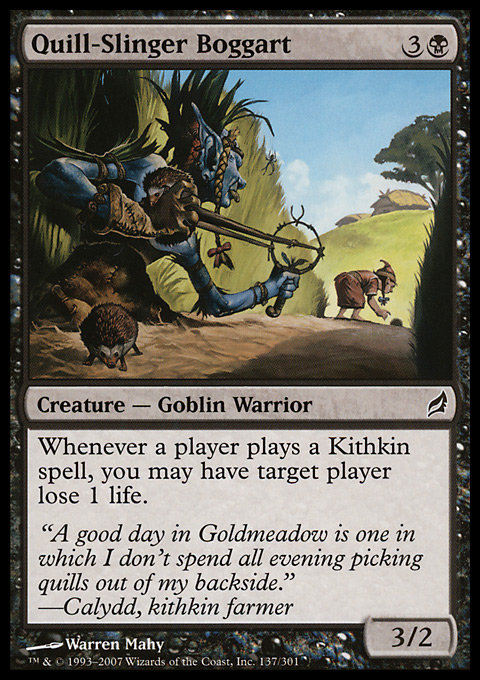 Quill-Slinger Boggart 3
Creature — Goblin Warrior
Whenever a player plays a Kithkin
spell, you may have target player
lose 1 life.
“A good day in Goldmeadow is one in
which I don’t spend all evening picking
quills out of my backside.”
—Calydd, kithkin farmer
3/2
Warren Mahy
™ & © 1993–2007 Wizards of the Coast, Inc. 137/301